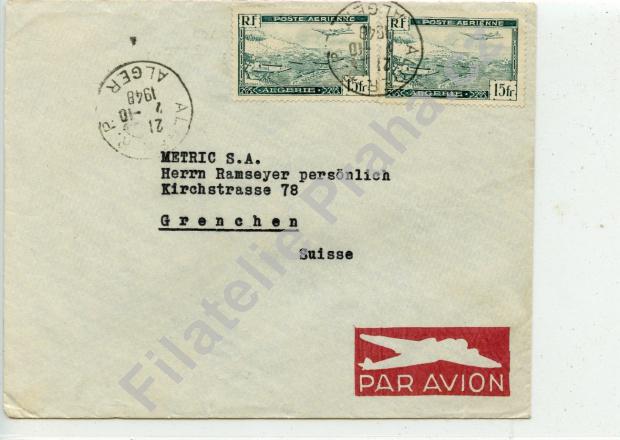 RF POSTE AERIENNE
ALGERIE 15fr
RF POSTE AERIENNE
ALGERIE 15fr
ALGER
21
7-10
1948
METRIC S.A.
Herrn Ramseyer persönlich
Kirchstrasse 78
Grenchen
Suisse
PAR AVION
Filatelie Praha